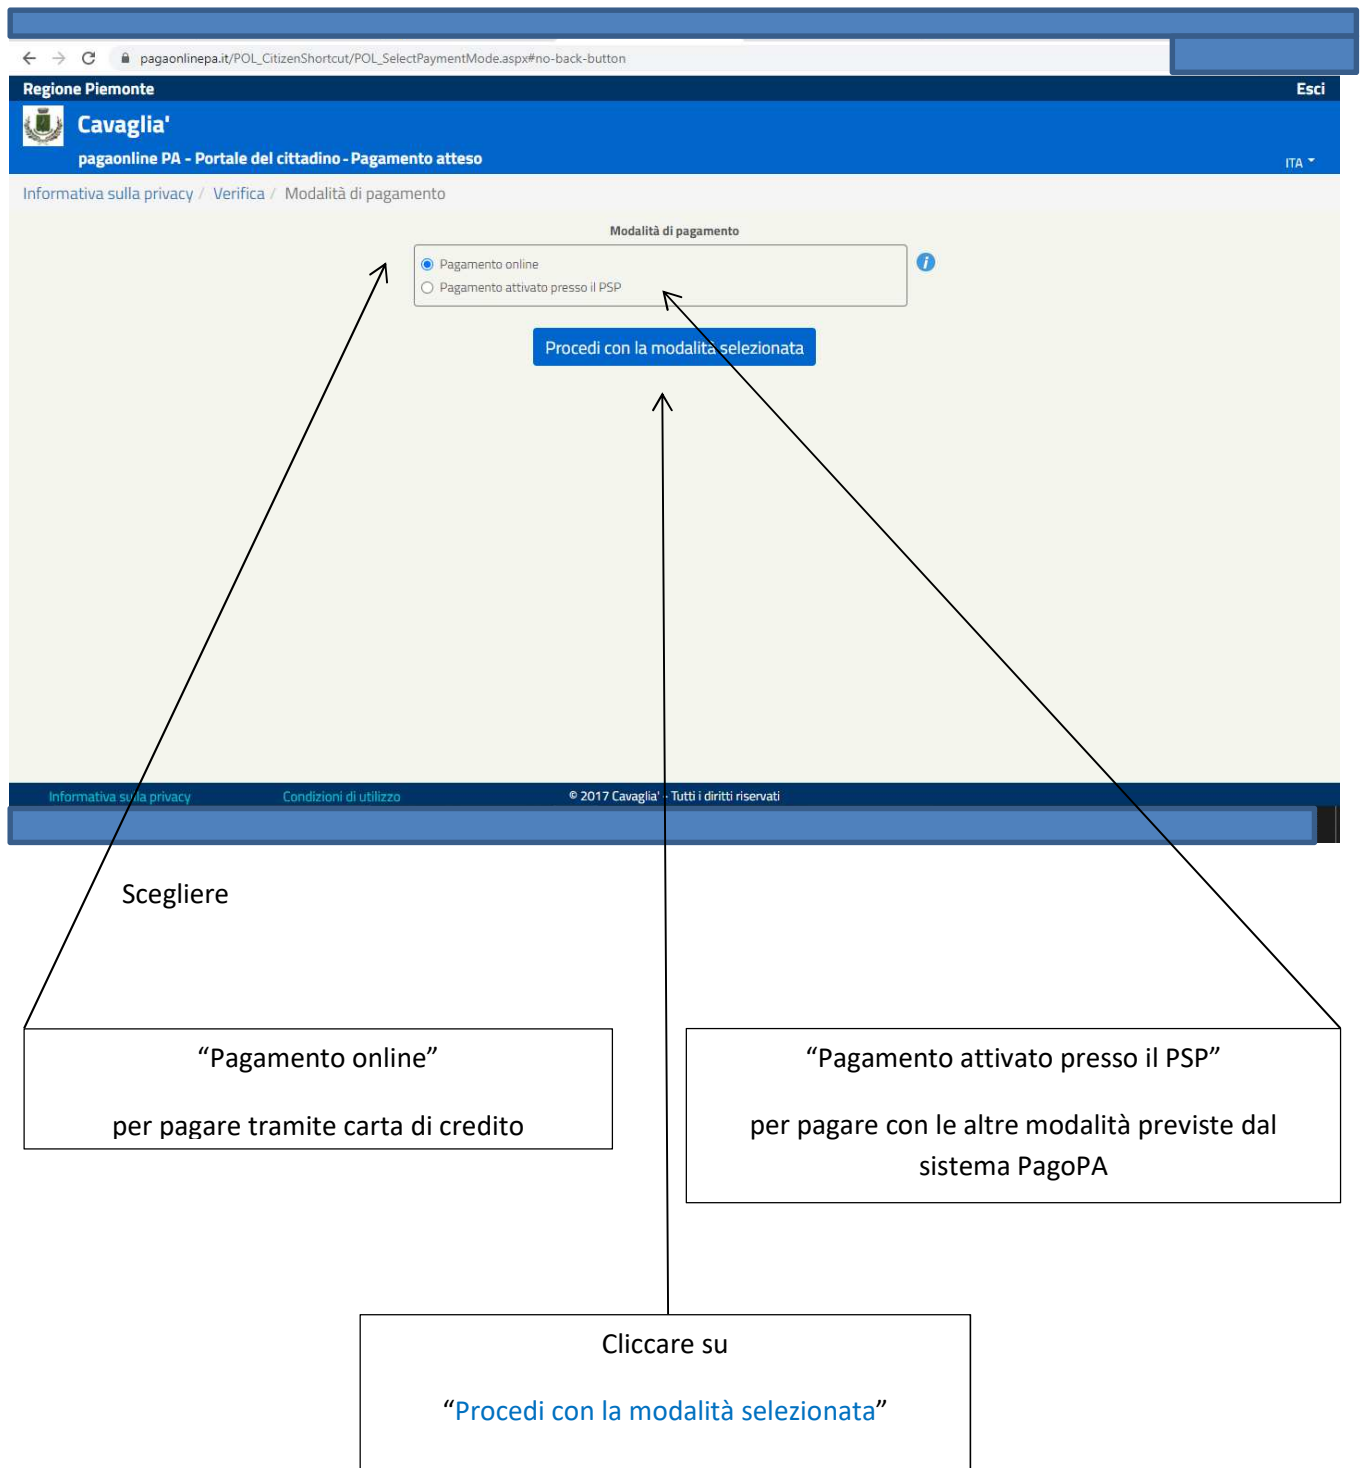 pagaonlinepa.it/POL_CitizenShortcut/POL_SelectPaymentMode.aspx#no-back-button
Regione Piemonte Esci
Cavaglia'
pagaonline PA - Portale del cittadino - Pagamento atteso ITA
Informativa sulla privacy / Verifica / Modalità di pagamento
Modalità di pagamento
Pagamento online
Pagamento attivato presso il PSP
Procedi con la modalità selezionata
Informativa sulla privacy Condizioni di utilizzo © 2017 Cavaglia' - Tutti i diritti riservati
Scegliere
“Pagamento online”
per pagare tramite carta di credito
“Pagamento attivato presso il PSP”
per pagare con le altre modalità previste dal
sistema PagoPA
Cliccare su
“Procedi con la modalità selezionata”